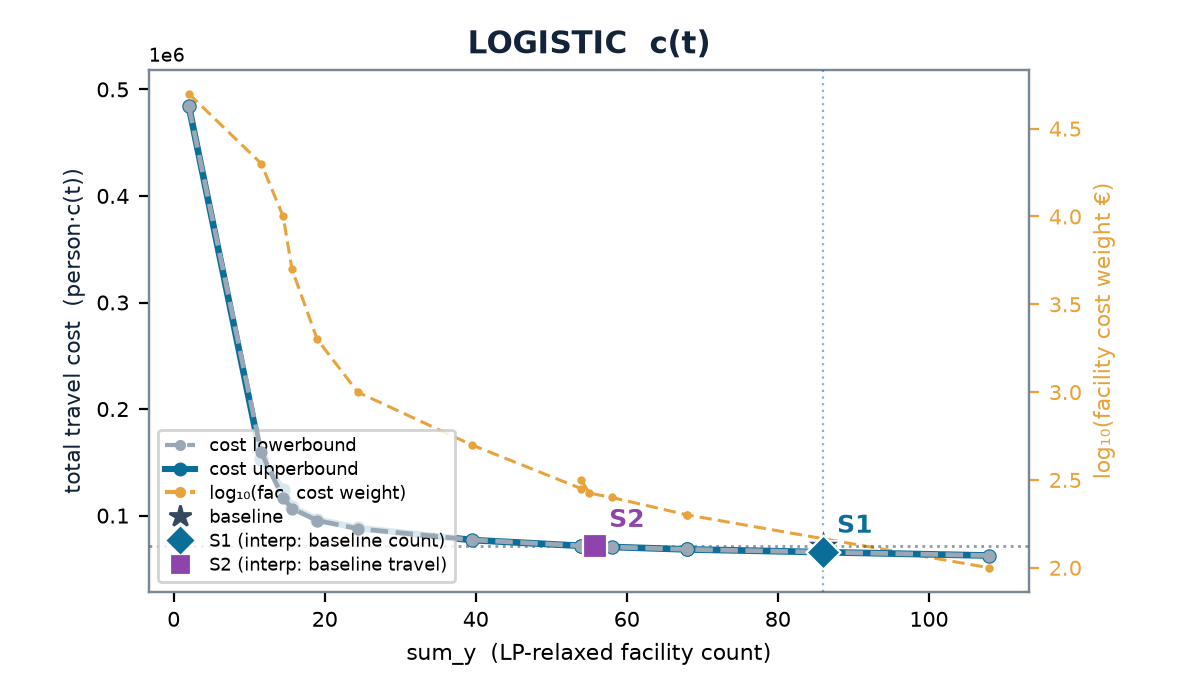 LOGISTIC c(t)
1e6
0.5
0.4
0.3
0.2
0.1
total travel cost (person·c(t))
4.5
4.0
3.5
3.0
2.5
2.0
log₁₀(facility cost weight €)
cost lowerbound
cost upperbound
log₁₀(fac. cost weight)
baseline
S1 (interp: baseline count)
S2 (interp: baseline travel)
S2
S1
0
20
40
60
80
100
sum_y (LP-relaxed facility count)